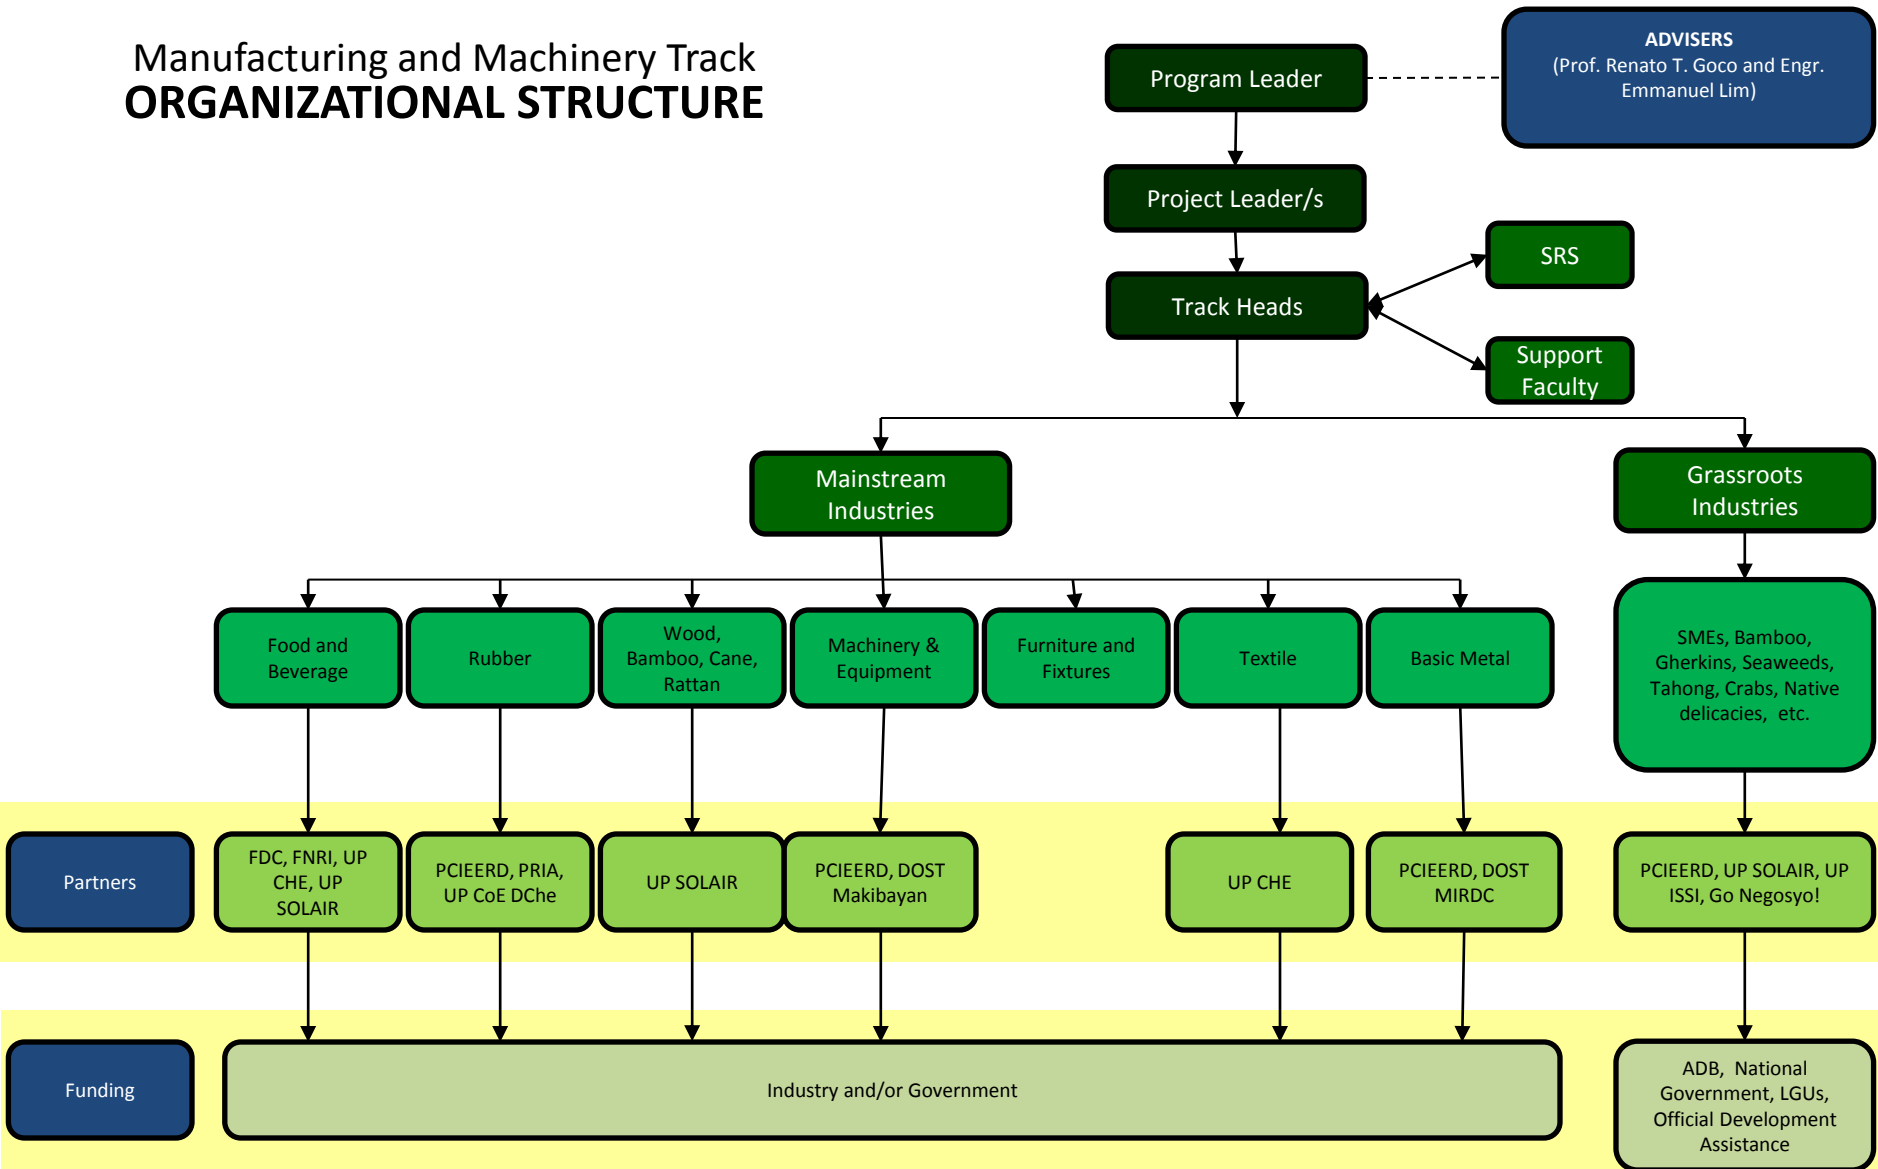 Manufacturing and Machinery Track
ORGANIZATIONAL STRUCTURE
Program Leader
ADVISERS
(Prof. Renato T. Goco and Engr.
Emmanuel Lim)
Project Leader/s
SRS
Track Heads
Support
Faculty
Mainstream
Industries
Grassroots
Industries
Food and
Beverage
Rubber
Wood,
Bamboo, Cane,
Rattan
Machinery &
Equipment
Furniture and
Fixtures
Textile
Basic Metal
SMEs, Bamboo,
Gherkins, Seaweeds,
Tahong, Crabs, Native
delicacies, etc.
Partners
FDC, FNRI, UP
CHE, UP
SOLAIR
PCIEERD, PRIA,
UP CoE DChe
UP SOLAIR
PCIEERD, DOST
Makibayan
UP CHE
PCIEERD, DOST
MIRDC
PCIEERD, UP SOLAIR, UP
ISSI, Go Negosyo!
Funding
Industry and/or Government
ADB, National
Government, LGUs,
Official Development
Assistance